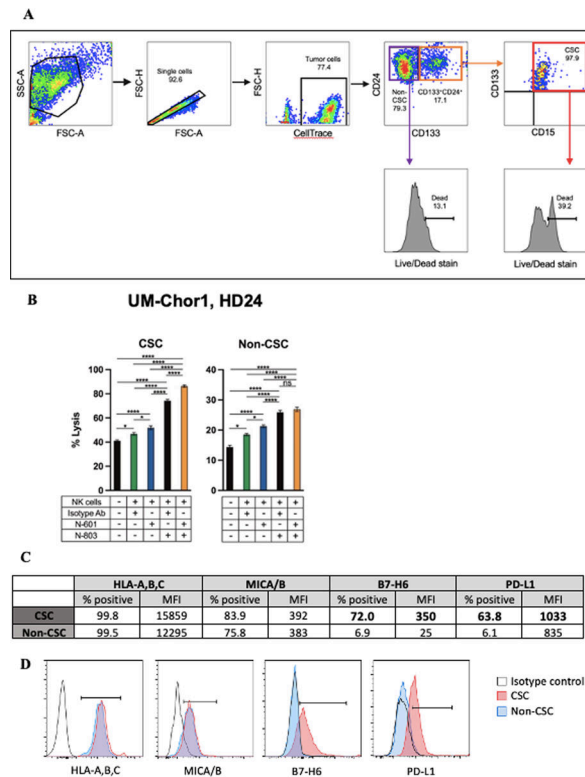 A
SSC-A
FSC-A
Single cells
92.6
FSC-H
FSC-A
Tumor cells
77.4
FSC-H
CellTrace
CD24
Non-
CSC
79.3
CD133+CD24+
17.1
CD133
CSC
97.9
CD133
CD15
Dead
13.1
Live/Dead stain
Dead
39.2
Live/Dead stain
B
UM-Chor1, HD24
CSC
Non-CSC
% Lysis
100
80
60
40
20
0
40
30
20
10
0
****
****
****
****
****
****
****
****
*
*
****
****
****
ns
****
****
****
****
*
*
NK cells - + + + +
Isotype Ab - + - + -
N-601 - - + - +
N-803 - - - + +
- + + + +
- + - + -
- - + - +
- - - + +
C
HLA-A,B,C MICA/B B7-H6 PD-L1
% positive MFI % positive MFI % positive MFI % positive MFI
CSC 99.8 15859 83.9 392 72.0 350 63.8 1033
Non-CSC 99.5 12295 75.8 383 6.9 25 6.1 835
D
HLA-A,B,C
MICA/B
B7-H6
PD-L1
Isotype control
CSC
Non-CSC